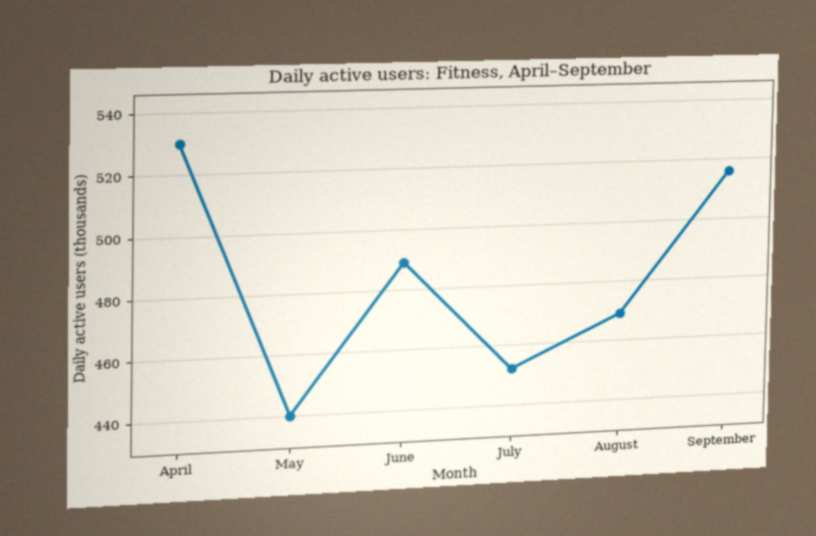 Daily active users: Fitness, April–September
Daily active users (thousands)
540
520
500
480
460
440
April
May
June
July
August
September
Month